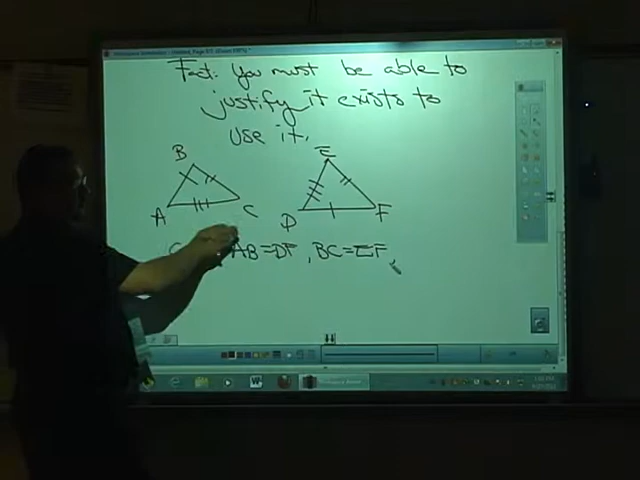 Fact: You must be able to
justify it exists to
use it.
B
E
A
C
D
F
AB=DF, BC=EF,